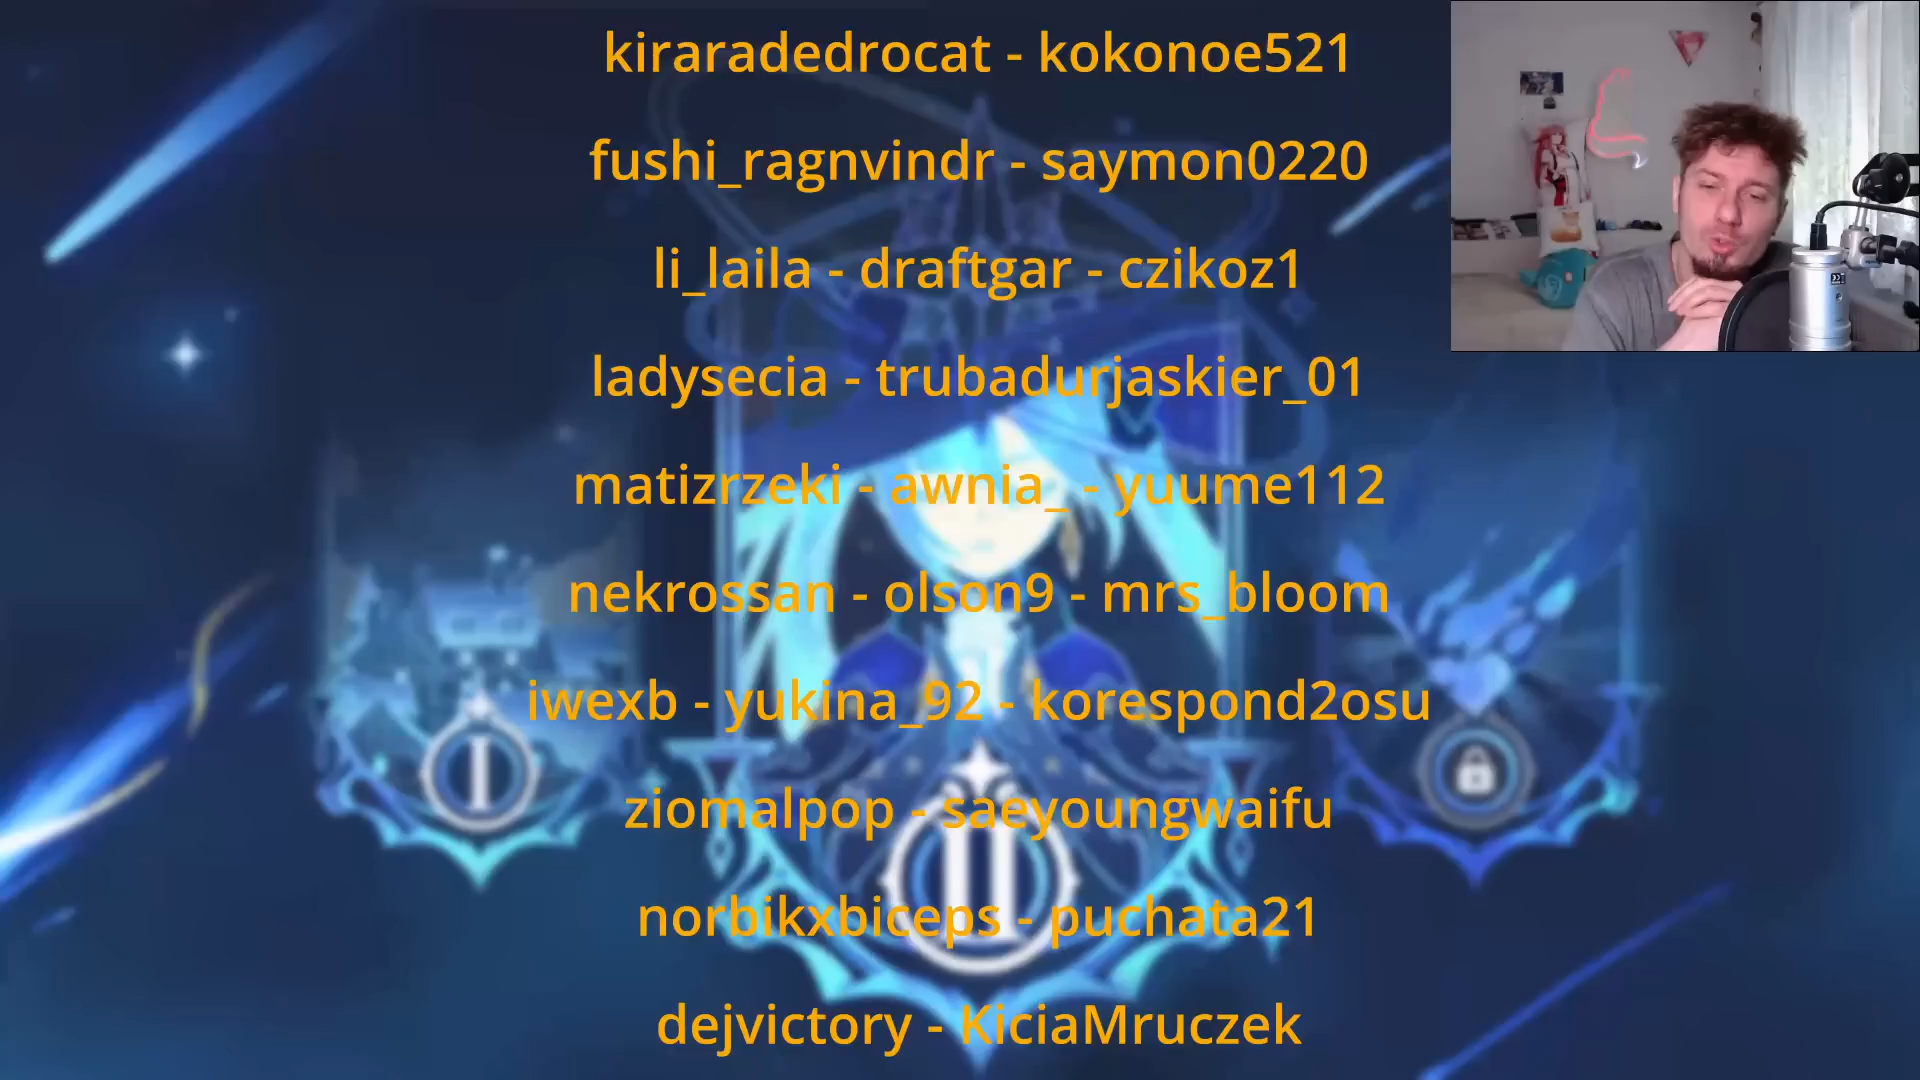 kiraradedrocat - kokonoe521
fushi_ragnvindr - saymon0220
li_laila - draftgar - czikoz1
ladysecia - trubadurjaskier_01
matizrzeki - awnia_ - yuume112
nekrossan - olson9 - mrs_bloom
iwexb - yukina_92 - korespond2osu
I
ziomalpop - saeyoungwaifu
II
norbikxbiceps - puchata21
dejvictory - KiciaMruczek